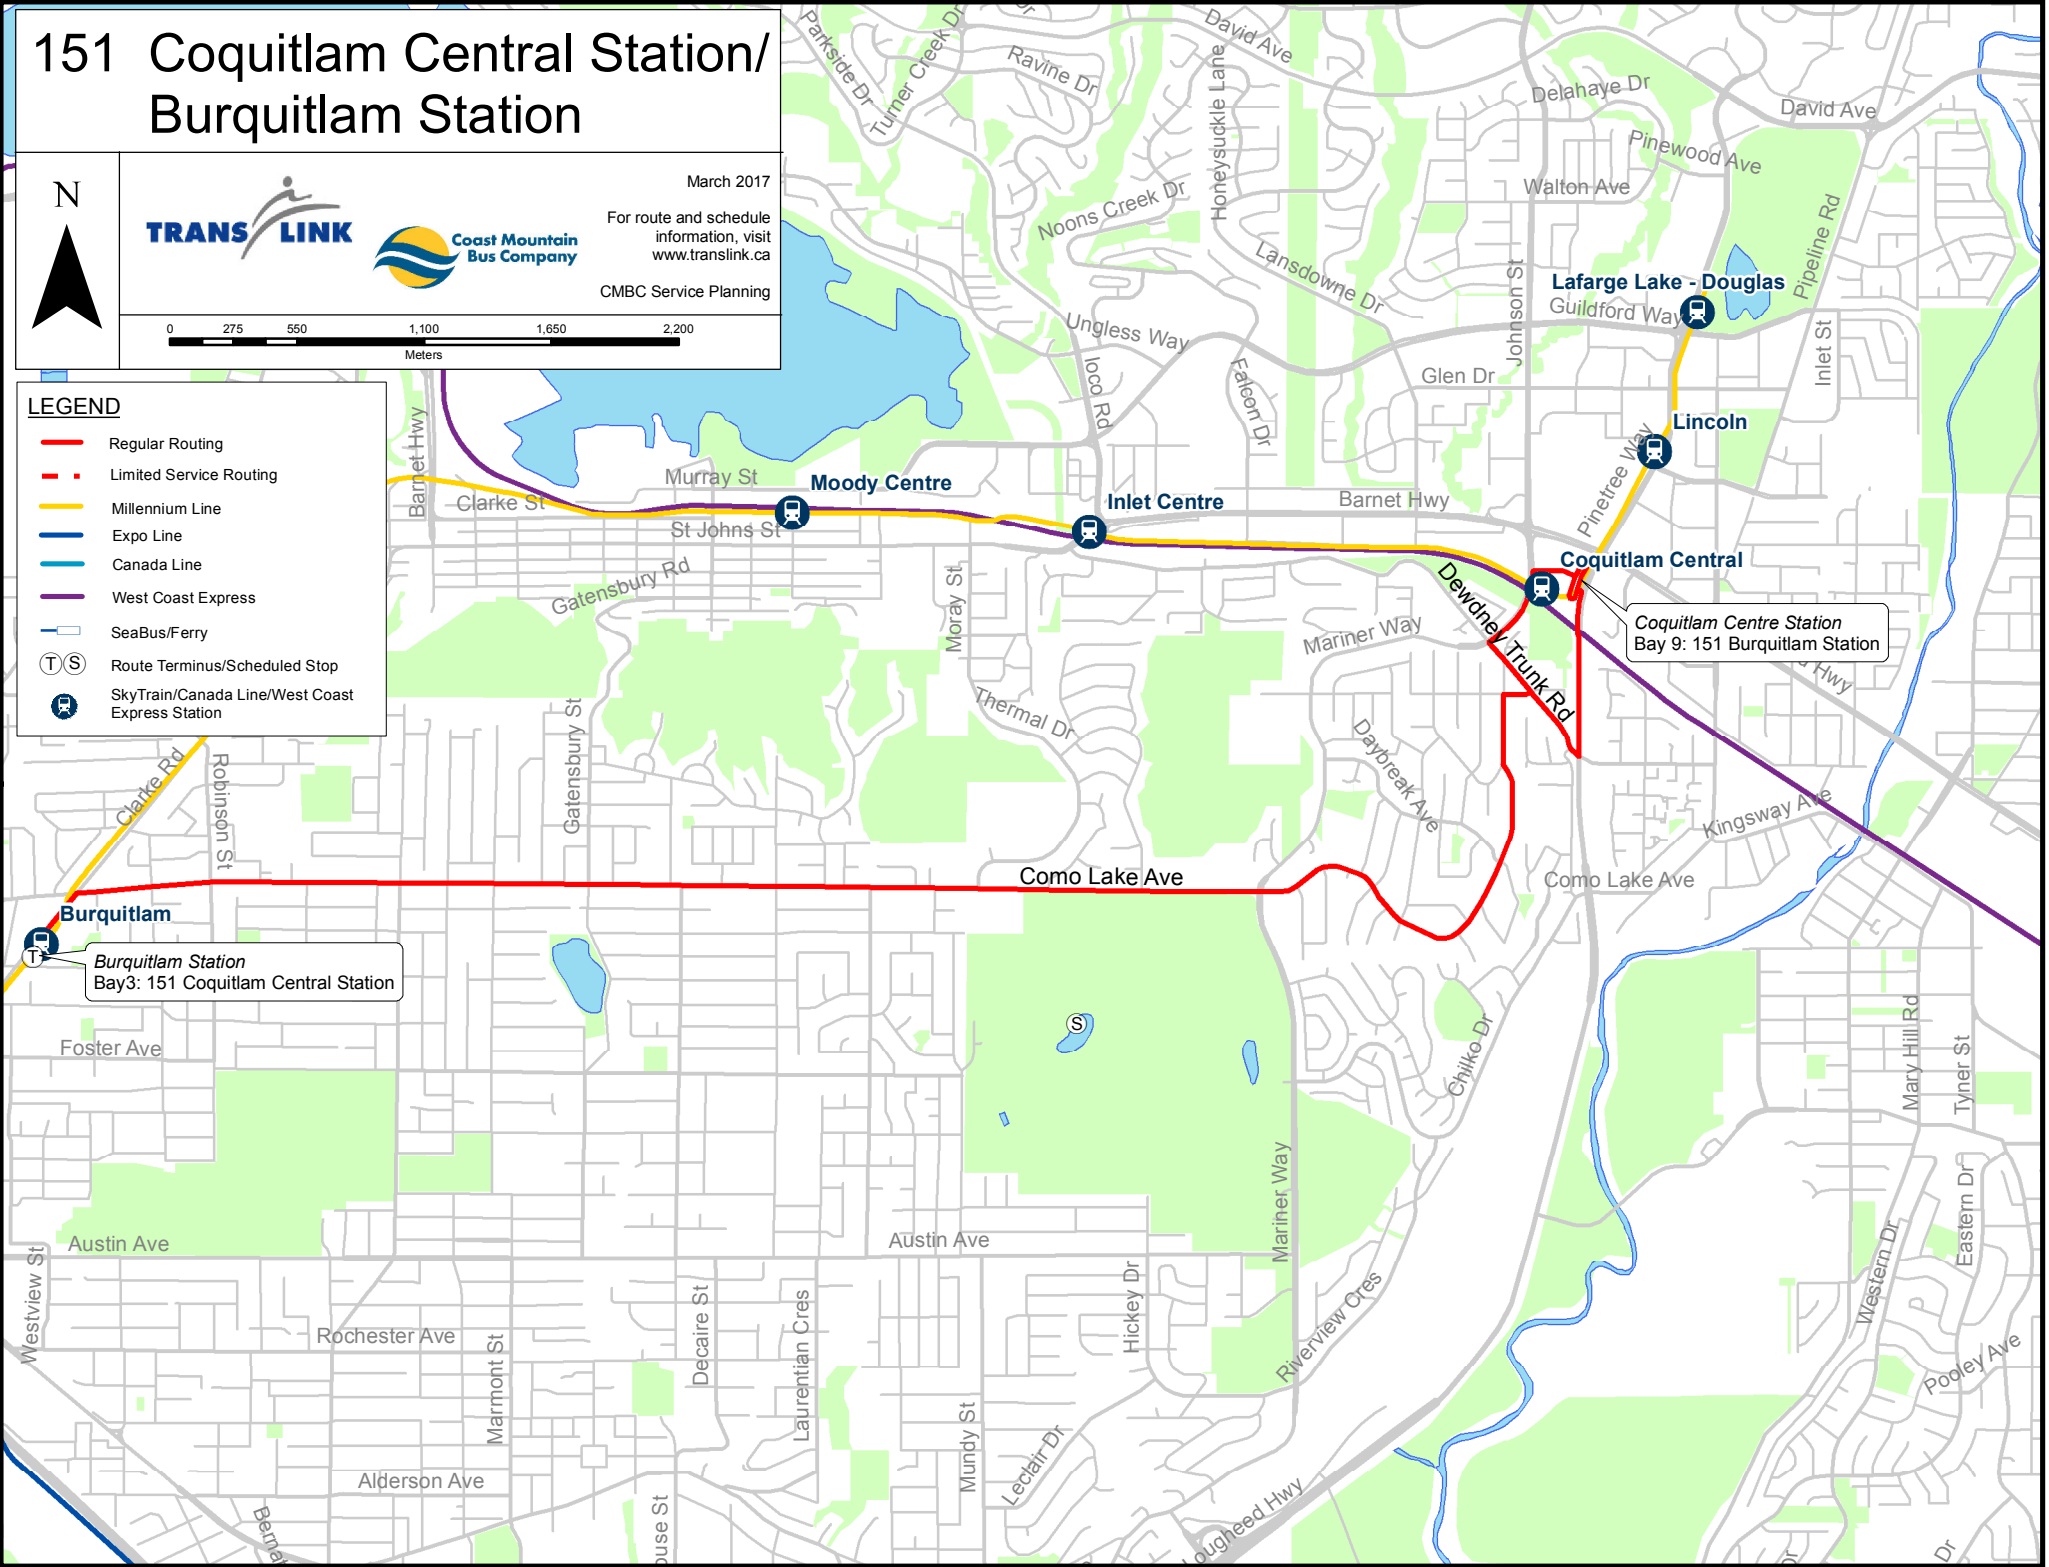 151 Coquitlam Central Station/
Burquitlam Station
N
TRANS LINK
Coast Mountain
Bus Company
March 2017
For route and schedule
information, visit
www.translink.ca
CMBC Service Planning
0 275 550 1,100 1,650 2,200
Meters
LEGEND
Regular Routing
Limited Service Routing
Millennium Line
Expo Line
Canada Line
West Coast Express
SeaBus/Ferry
T S Route Terminus/Scheduled Stop
SkyTrain/Canada Line/West Coast
Express Station
Parkside Dr
Turner Creek Dr
Dr
Ravine Dr
David Ave
Honeysuckle Lane
Delahaye Dr
David Ave
Pinewood Ave
Walton Ave
Noons Creek Dr
Lansdowne Dr
Johnson St
Pipeline Rd
Lafarge Lake - Douglas
Guildford Way
Ungless Way
Ioco Rd
Falcon Dr
Glen Dr
Inlet St
Lincoln
Pinetree Way
Barnet Hwy
Clarke St
Murray St
Moody Centre
St Johns St
Inlet Centre
Barnet Hwy
Coquitlam Central
Coquitlam Centre Station
Bay 9: 151 Burquitlam Station
Hwy
Gatensbury Rd
Moray St
Dewdney Trunk Rd
Mariner Way
Thermal Dr
Gatensbury St
Daybreak Ave
Clarke Rd
Robinson St
Kingsway Ave
Como Lake Ave
Como Lake Ave
Burquitlam
T
Burquitlam Station
Bay3: 151 Coquitlam Central Station
S
Foster Ave
Chilko Dr
Mary Hill Rd
Tyner St
Mariner Way
Eastern Dr
Austin Ave
Austin Ave
Westview St
Hickey Dr
Riverview Cres
Western Dr
Rochester Ave
Marmont St
Decaire St
Laurentian Cres
Pooley Ave
Mundy St
Leclair Dr
Alderson Ave
Lougheed Hwy
Dr
Dr